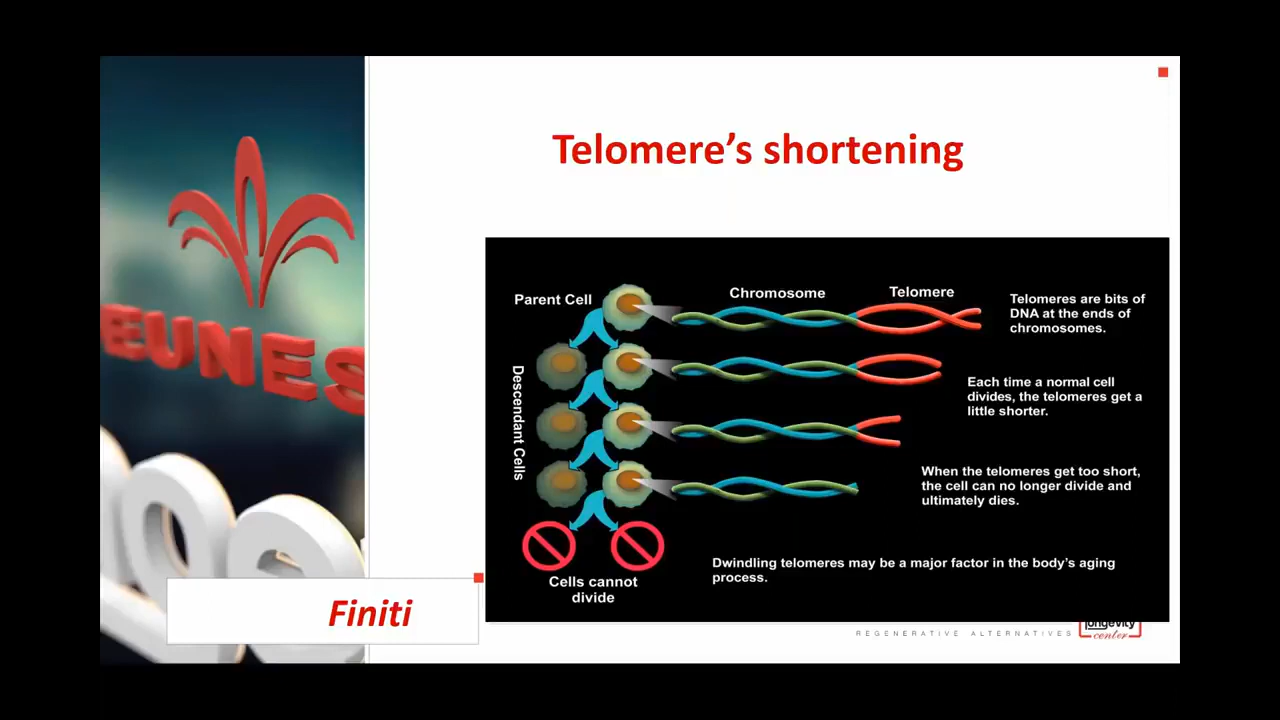 Telomere’s shortening
EUNES
Parent Cell
Chromosome
Telomere
Telomeres are bits of
DNA at the ends of
chromosomes.
Descendant Cells
Each time a normal cell
divides, the telomeres get a
little shorter.
When the telomeres get too short,
the cell can no longer divide and
ultimately dies.
Cells cannot
divide
Dwindling telomeres may be a major factor in the body’s aging
process.
Finiti
REGENERATIVE ALTERNATIVES
longevity
center